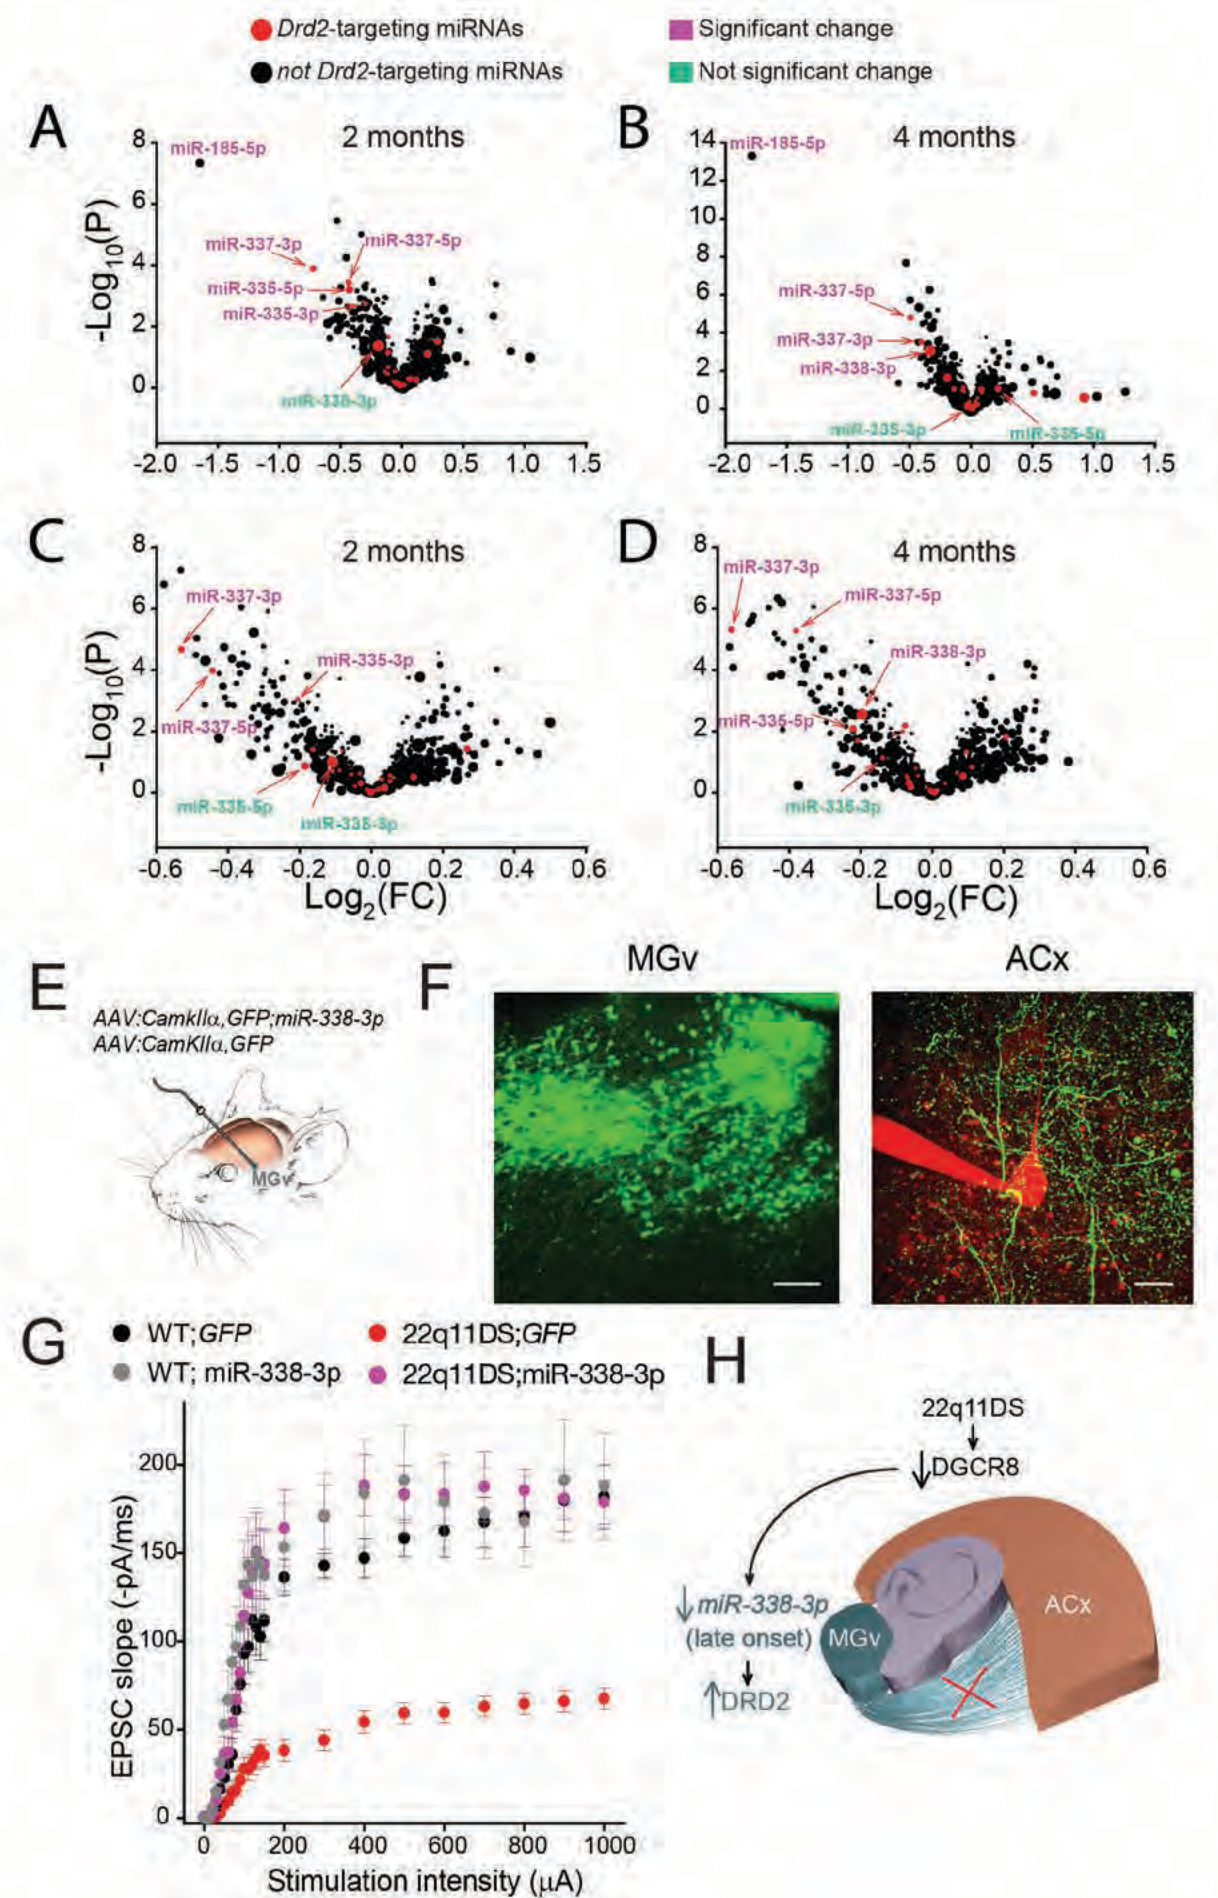 Drd2-targeting miRNAs
Significant change
not Drd2-targeting miRNAs
Not significant change
A
2 months
B
4 months
-Log10(P)
8
6
4
2
0
miR-185-5p
miR-337-3p
miR-337-5p
miR-335-5p
miR-335-3p
miR-338-3p
-2.0 -1.5 -1.0 -0.5 0.0 0.5 1.0 1.5
14
12
10
8
6
4
2
0
miR-185-5p
miR-337-5p
miR-337-3p
miR-338-3p
miR-335-3p
miR-335-5p
-2.0 -1.5 -1.0 -0.5 0.0 0.5 1.0 1.5
C
2 months
D
4 months
-Log10(P)
8
6
4
2
0
miR-337-3p
miR-335-3p
miR-337-5p
miR-335-5p
miR-338-3p
-0.6 -0.4 -0.2 0.0 0.2 0.4 0.6
Log2(FC)
8
6
4
2
0
miR-337-3p
miR-337-5p
miR-338-3p
miR-335-5p
miR-335-3p
-0.6 -0.4 -0.2 0.0 0.2 0.4 0.6
Log2(FC)
E
AAV:CamkIIα,GFP;miR-338-3p
AAV:CamKIIα,GFP
MGv
F
MGv
ACx
G
WT;GFP
22q11DS;GFP
WT; miR-338-3p
22q11DS;miR-338-3p
EPSC slope (-pA/ms)
200
150
100
50
0
0 200 400 600 800 1000
Stimulation intensity (μA)
H
22q11DS
↓DGCR8
↓miR-338-3p
(late onset)
↑DRD2
MGv
ACx